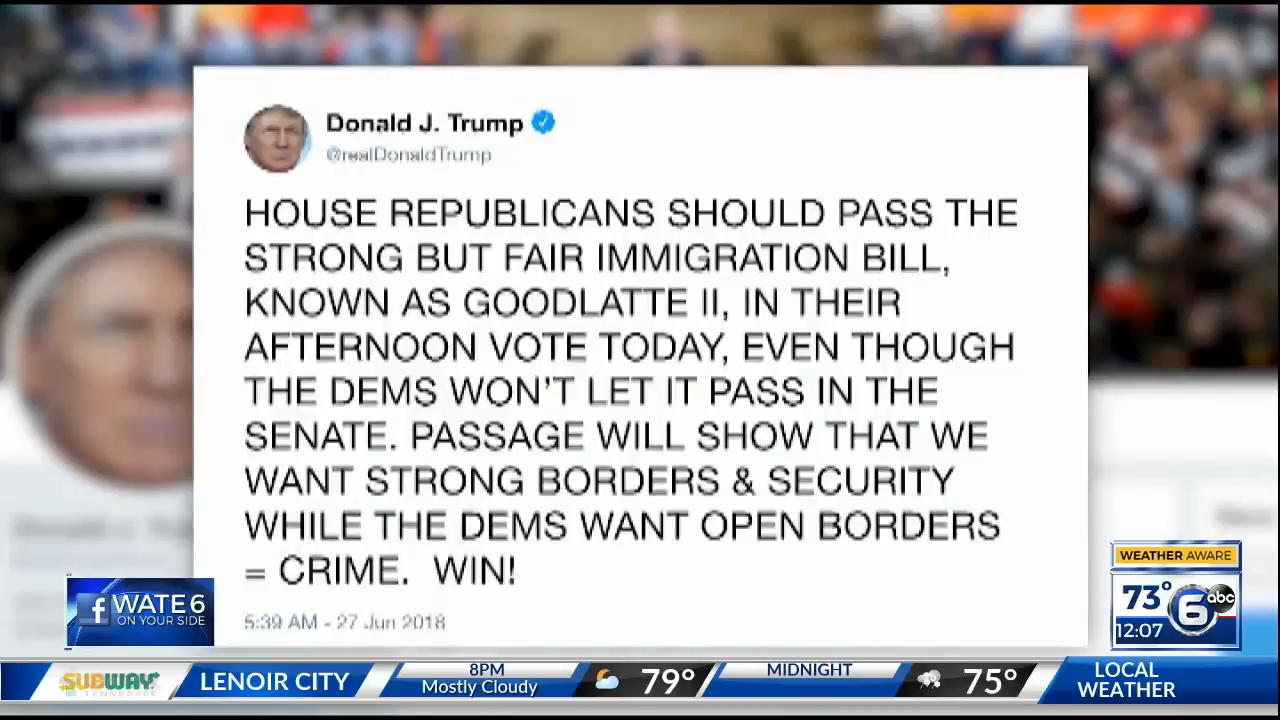 Donald J. Trump
@realDonaldTrump
HOUSE REPUBLICANS SHOULD PASS THE
STRONG BUT FAIR IMMIGRATION BILL,
KNOWN AS GOODLATTE II, IN THEIR
AFTERNOON VOTE TODAY, EVEN THOUGH
THE DEMS WON'T LET IT PASS IN THE
SENATE. PASSAGE WILL SHOW THAT WE
WANT STRONG BORDERS & SECURITY
WHILE THE DEMS WANT OPEN BORDERS
= CRIME.  WIN!
5:39 AM - 27 Jun 2018
f WATE 6
ON YOUR SIDE
WEATHER AWARE
73°
6 abc
12:07
SUBWAY
TENNESSEE
LENOIR CITY
8PM
Mostly Cloudy
79°
MIDNIGHT
75°
LOCAL
WEATHER